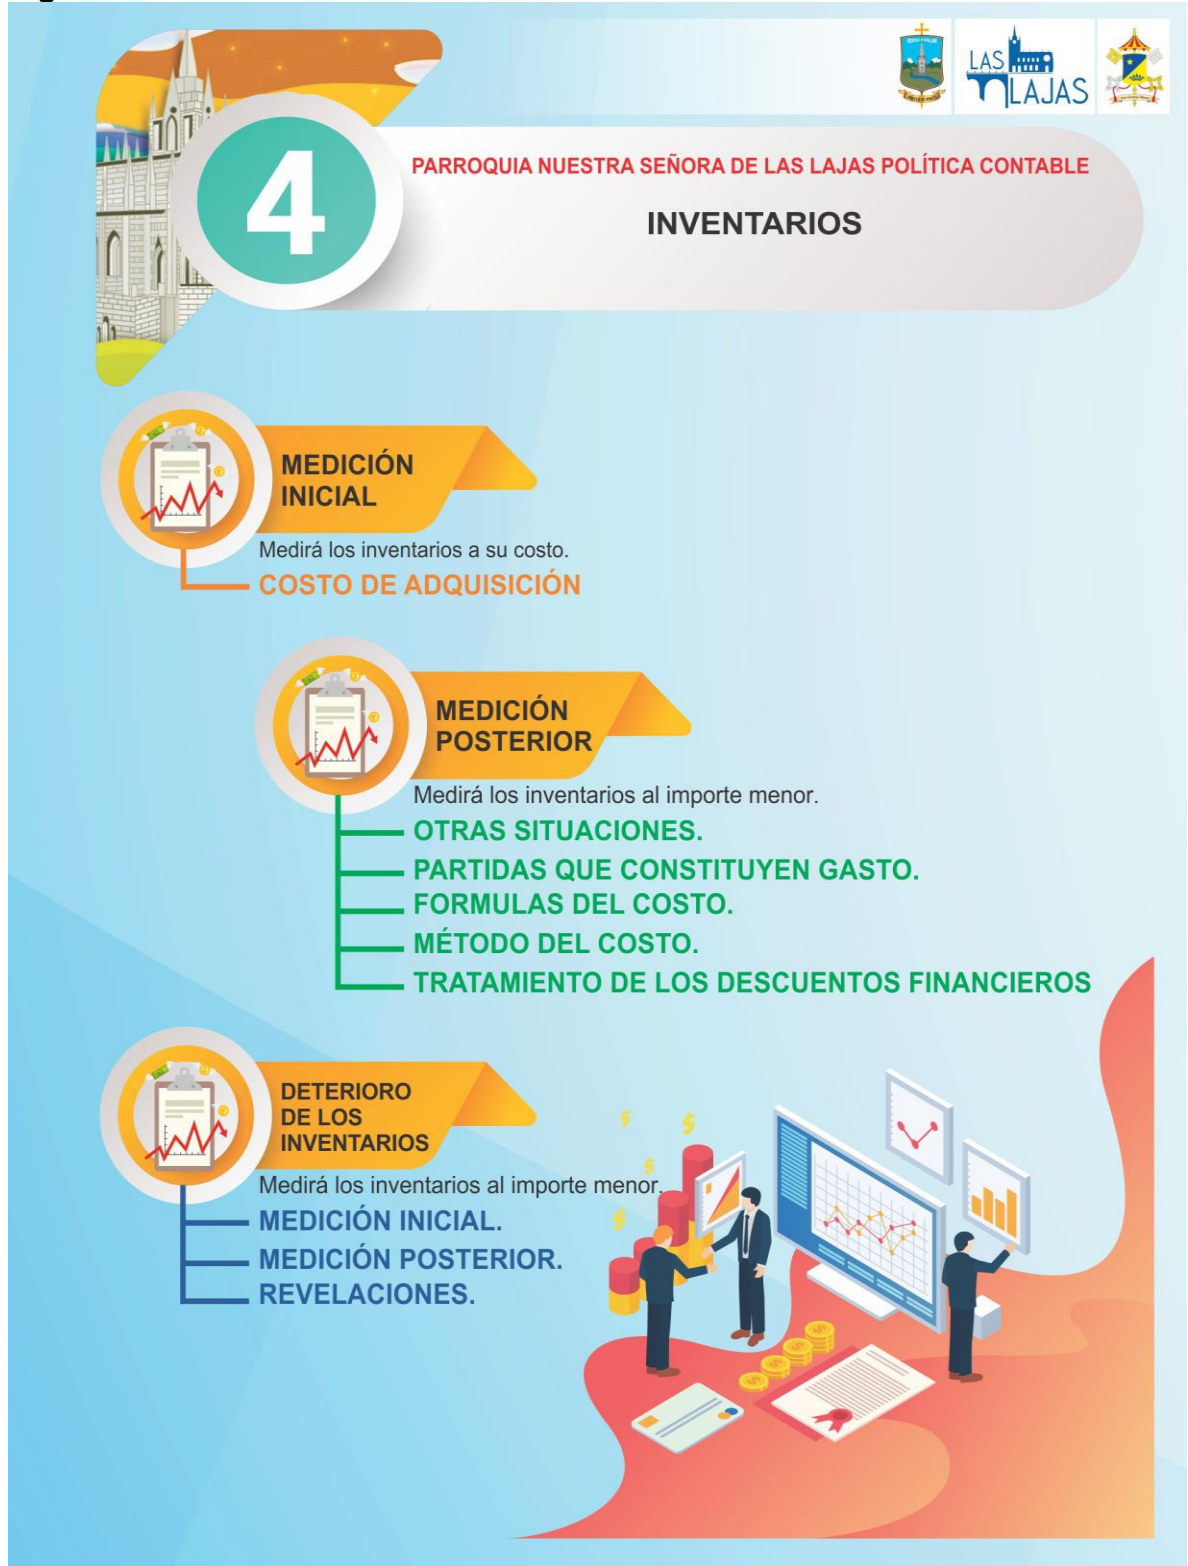 LAS
LAJAS
4
PARROQUIA NUESTRA SEÑORA DE LAS LAJAS POLÍTICA CONTABLE
INVENTARIOS
MEDICIÓN
INICIAL
Medirá los inventarios a su costo.
COSTO DE ADQUISICIÓN
MEDICIÓN
POSTERIOR
Medirá los inventarios al importe menor.
OTRAS SITUACIONES.
PARTIDAS QUE CONSTITUYEN GASTO.
FORMULAS DEL COSTO.
MÉTODO DEL COSTO.
TRATAMIENTO DE LOS DESCUENTOS FINANCIEROS
DETERIORO
DE LOS
INVENTARIOS
Medirá los inventarios al importe menor.
MEDICIÓN INICIAL.
MEDICIÓN POSTERIOR.
REVELACIONES.